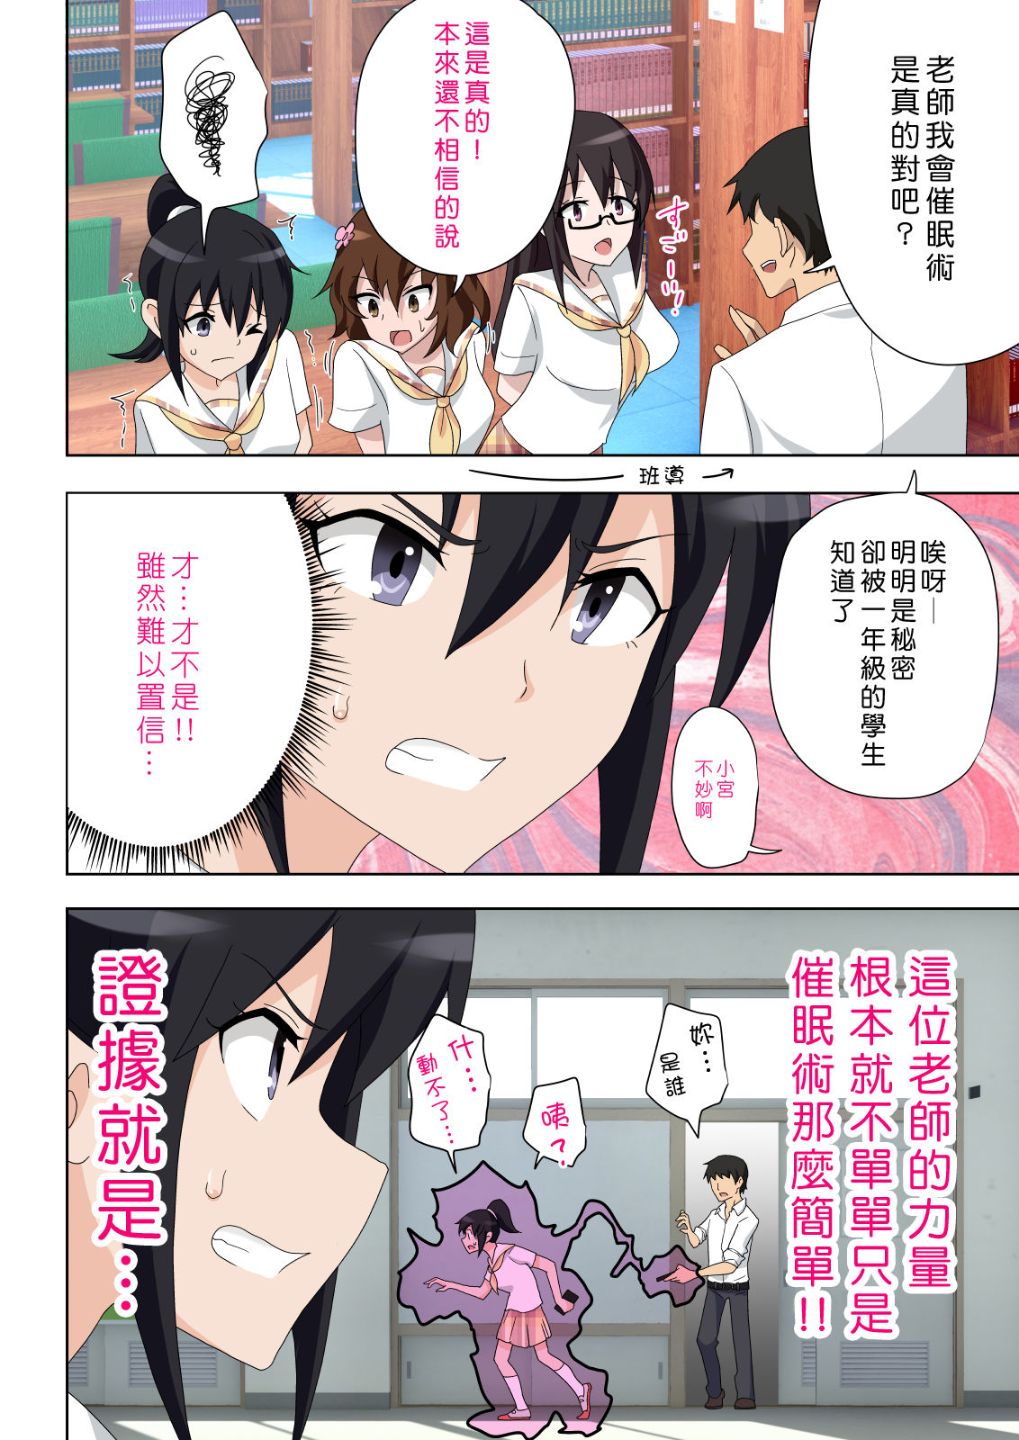 老師我會催眠術
是真的對吧？
すごーい！
這是真的！
本來還不相信的說
班導
唉呀—
明明是秘密
卻被一年級的學生
知道了
小宮
不妙啊
才…才不是!!
雖然難以置信…
這位老師的力量
根本就不單單只是
催眠術那麼簡單!!
妳…
是誰
咦？
什…
動不了…
證據就是…